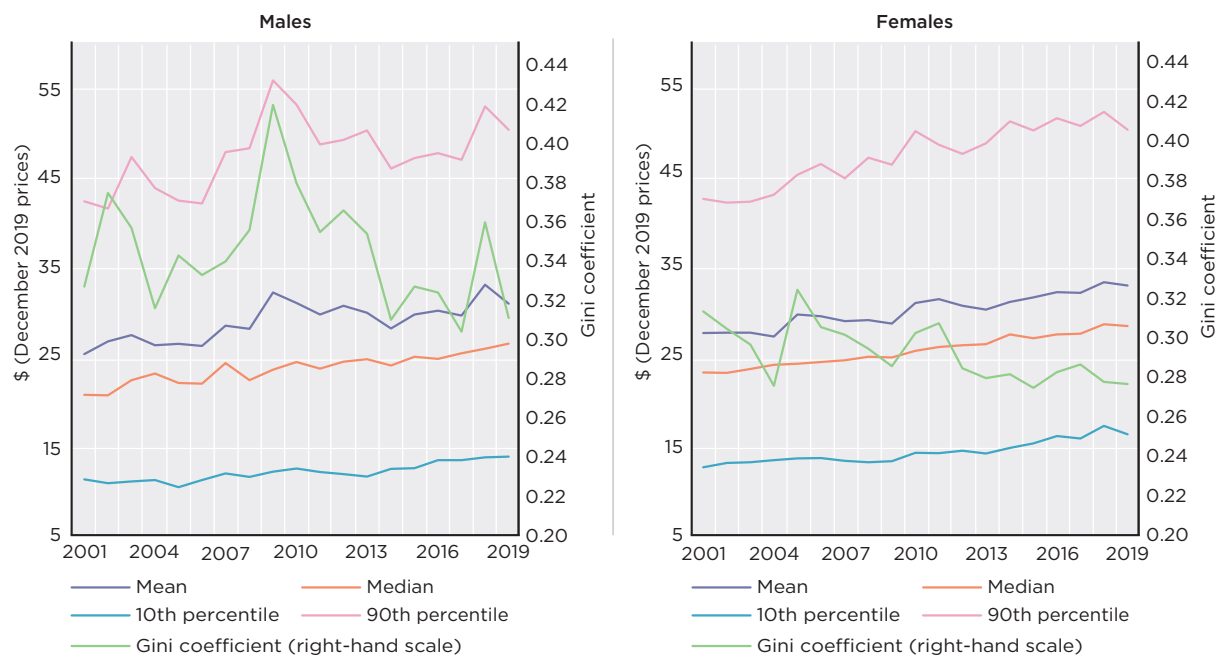 Males
$ (December 2019 prices)
55
45
35
25
15
5
0.44
0.42
0.40
0.38
0.36
0.34
0.32
0.30
0.28
0.26
0.24
0.22
0.20
Gini coefficient
2001 2004 2007 2010 2013 2016 2019
Mean Median
10th percentile 90th percentile
Gini coefficient (right-hand scale)
Females
$ (December 2019 prices)
55
45
35
25
15
5
0.44
0.42
0.40
0.38
0.36
0.34
0.32
0.30
0.28
0.26
0.24
0.22
0.20
Gini coefficient
2001 2004 2007 2010 2013 2016 2019
Mean Median
10th percentile 90th percentile
Gini coefficient (right-hand scale)